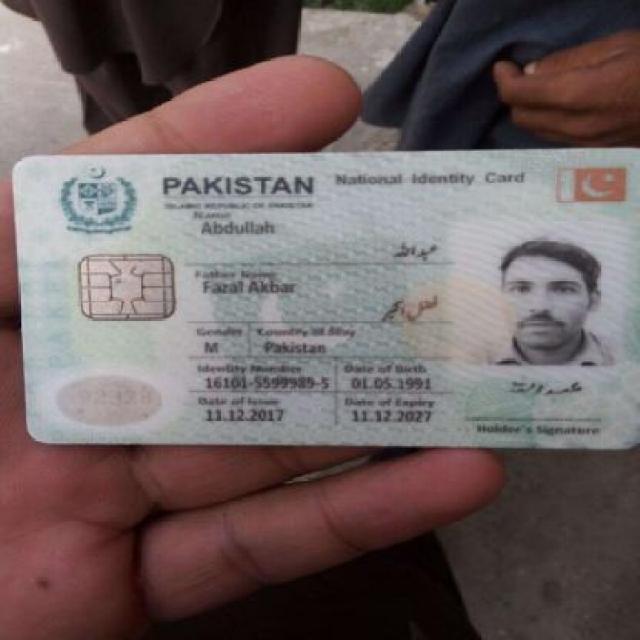 PAKISTAN National Identity Card
ISLAMIC REPUBLIC OF PAKISTAN
Name
Abdullah
عبداللہ
Father Name
Fazal Akbar
فضل اکبر
Gender Country of Stay
M Pakistan
Identity Number Date of Birth
16101-5599989-5 01.05.1991
Date of Issue Date of Expiry
11.12.2017 11.12.2027
Holder's Signature